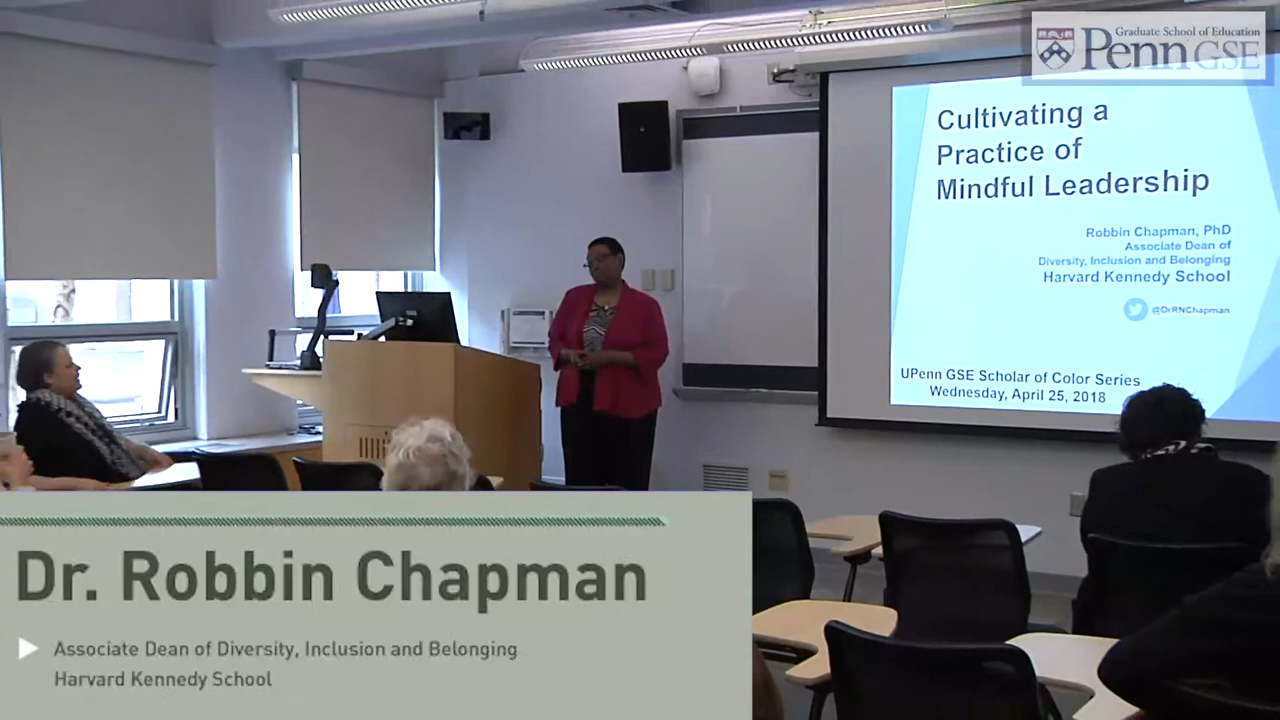 Graduate School of Education
Penn GSE
Cultivating a
Practice of
Mindful Leadership
Robbin Chapman, PhD
Associate Dean of
Diversity, Inclusion and Belonging
Harvard Kennedy School
@DrRNChapman
UPenn GSE Scholar of Color Series
Wednesday, April 25, 2018
Dr. Robbin Chapman
Associate Dean of Diversity, Inclusion and Belonging
Harvard Kennedy School